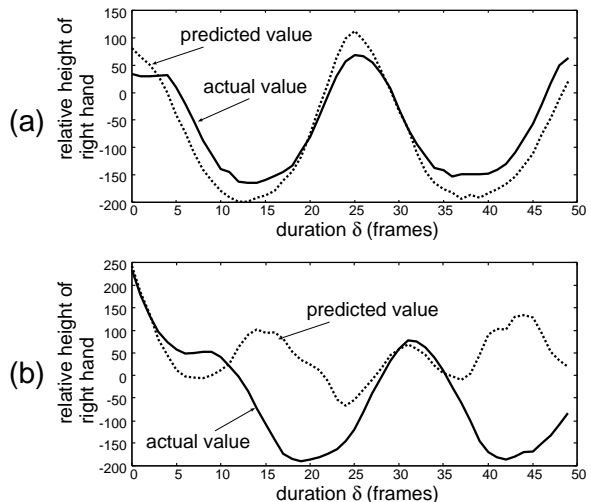 (a)
relative height of
right hand
150
100
50
0
-50
-100
-150
-200
predicted value
actual value
0 5 10 15 20 25 30 35 40 45 50
duration δ (frames)
(b)
relative height of
right hand
250
200
150
100
50
0
-50
-100
-150
-200
predicted value
actual value
0 5 10 15 20 25 30 35 40 45 50
duration δ (frames)